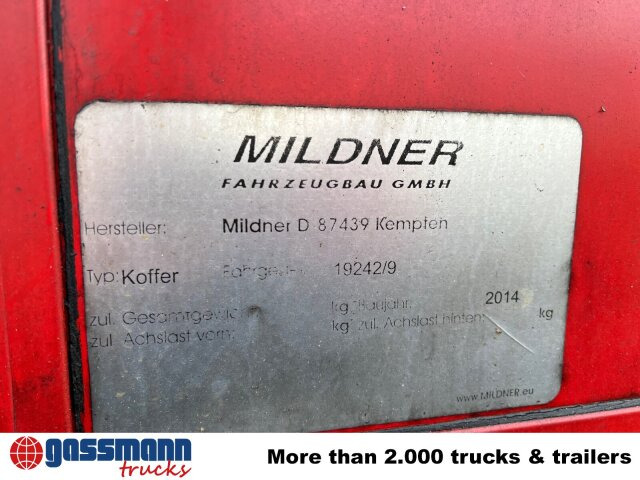 MILDNER
FAHRZEUGBAU GMBH
Hersteller: Mildner D 87439 Kempten
Typ: Koffer 19242/9
zul. Gesamtgewicht kg Baujahr: 2014
zul. Achslast vorn: kg zul. Achslast hinten: kg
www.MILDNER.eu
gassmann
trucks
More than 2.000 trucks & trailers